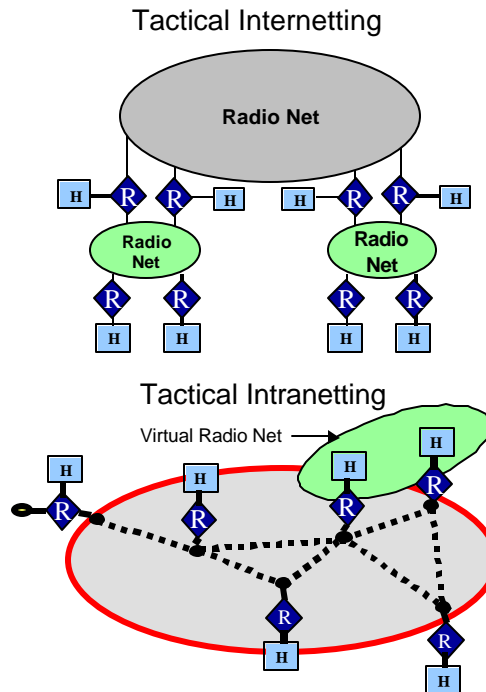 Tactical Internetting
Radio Net
H R R H H R R H
Radio
Net
Radio
Net
R R R R
H H H H
Tactical Intranetting
Virtual Radio Net
H
H H H
R R R R
R R
H H